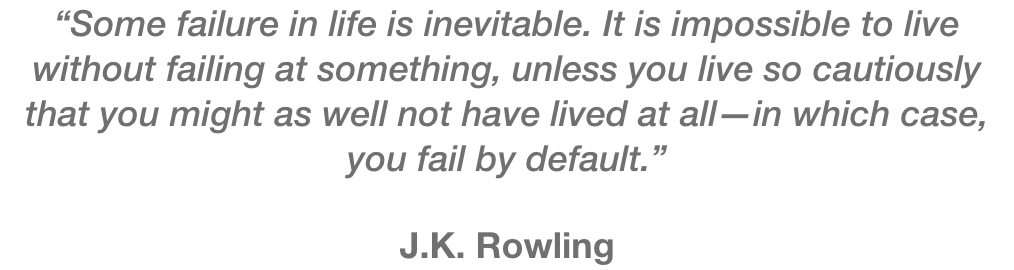 “Some failure in life is inevitable. It is impossible to live
without failing at something, unless you live so cautiously
that you might as well not have lived at all—in which case,
you fail by default.”
J.K. Rowling